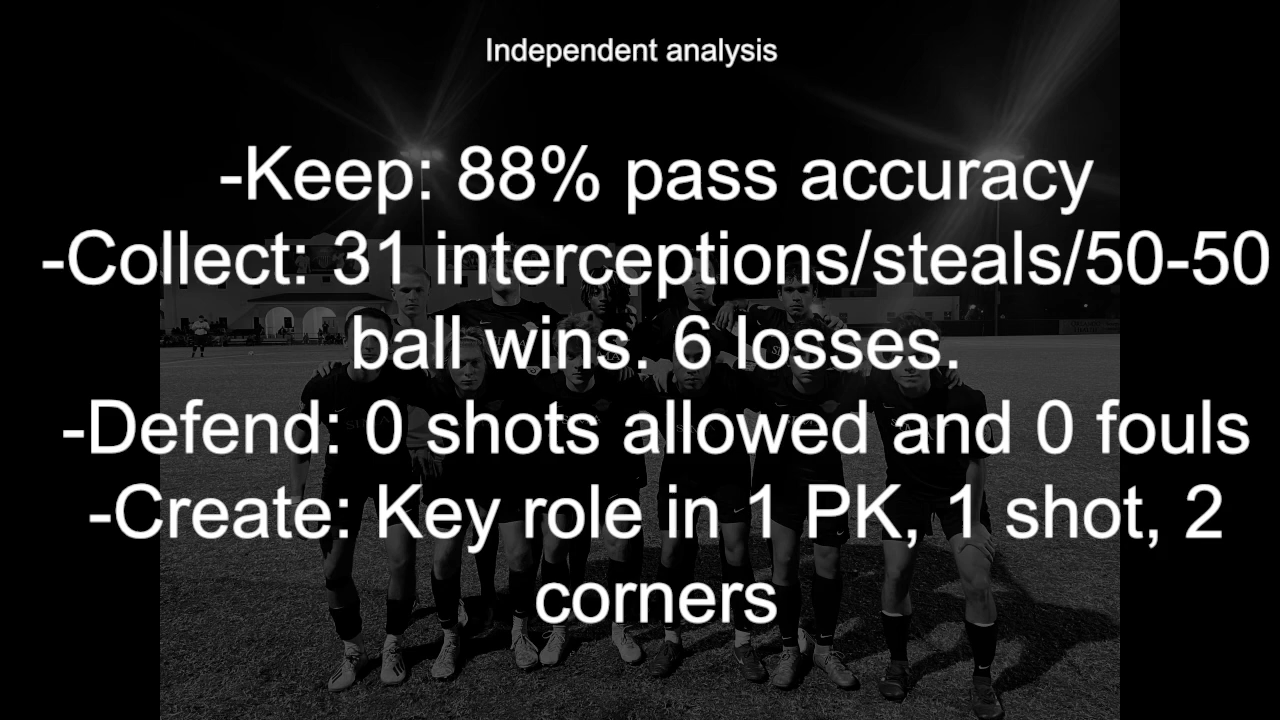 Independent analysis
-Keep: 88% pass accuracy
-Collect: 31 interceptions/steals/50-50
ball wins. 6 losses.
-Defend: 0 shots allowed and 0 fouls
-Create: Key role in 1 PK, 1 shot, 2
corners